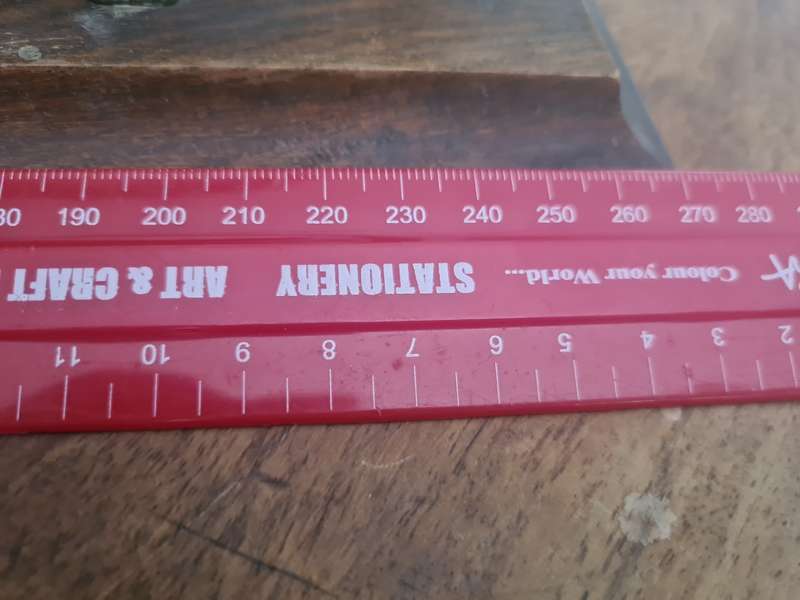 190 200 210 220 230 240 250 260 270 280
STATIONERY ART & CRAFT
Colour your World...
2 3 4 5 6 7 8 9 10 11